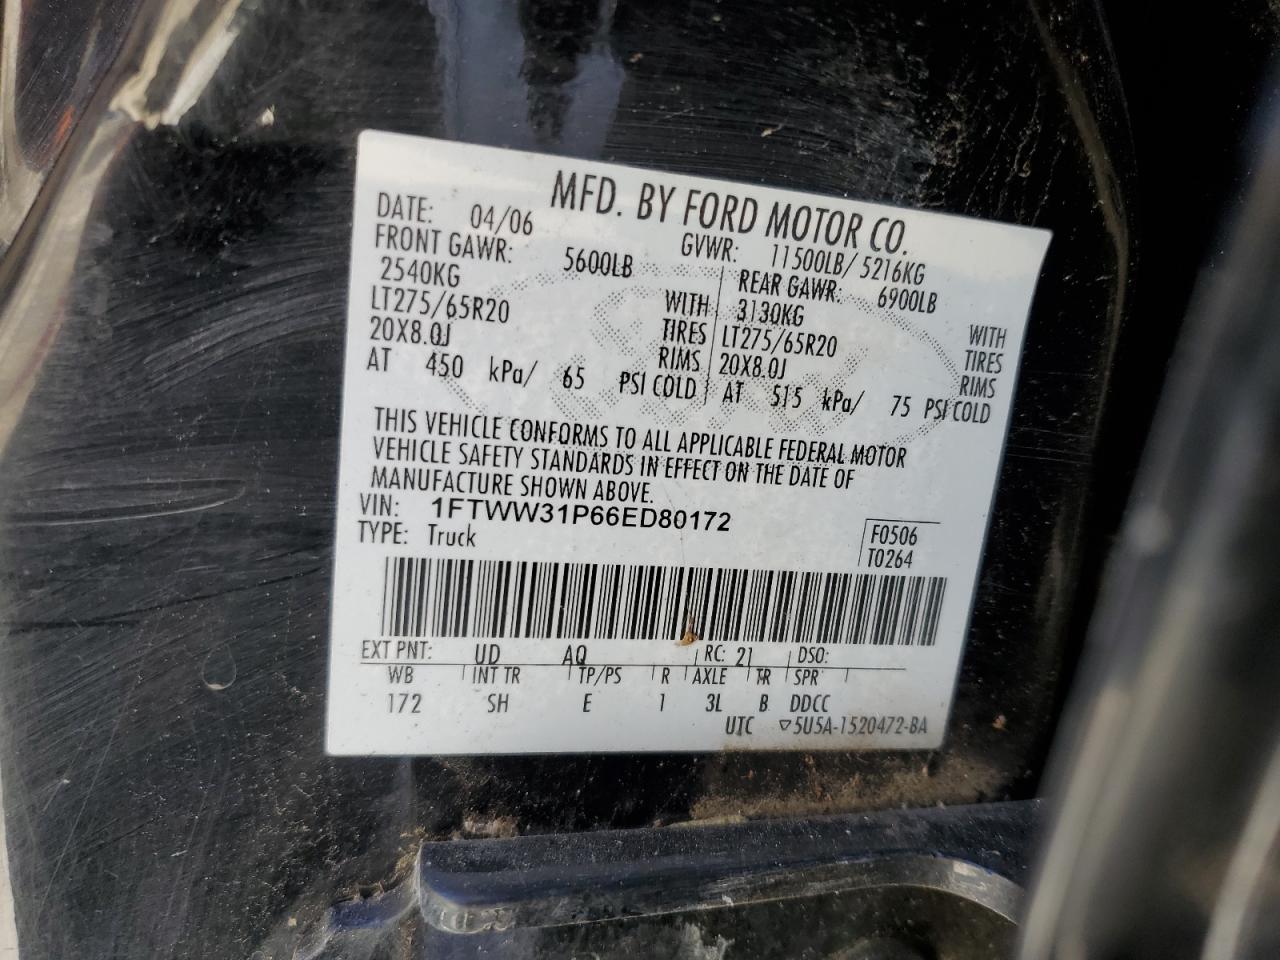 MFD. BY FORD MOTOR CO.
DATE: 04/06 GVWR: 11500LB/ 5216KG
FRONT GAWR: 5600LB REAR GAWR: 6900LB
2540KG WITH 3130KG WITH
LT275/65R20 TIRES LT275/65R20 TIRES
20X8.0J RIMS 20X8.0J RIMS
AT 450 kPa/ 65 PSI COLD AT 515 kPa/ 75 PSI COLD
THIS VEHICLE CONFORMS TO ALL APPLICABLE FEDERAL MOTOR
VEHICLE SAFETY STANDARDS IN EFFECT ON THE DATE OF
MANUFACTURE SHOWN ABOVE.
VIN: 1FTWW31P66ED80172
TYPE: Truck
F0506
T0264
EXT PNT: UD AQ RC: 21 DSO:
WB INT TR TP/PS R AXLE TR SPR
172 SH E 1 3L B DDCC
UTC ▽5U5A-1520472-BA